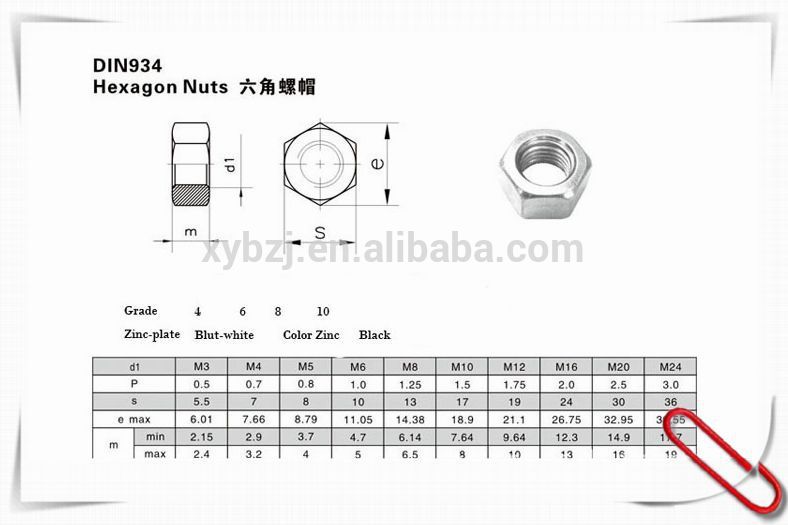 DIN934
Hexagon Nuts 六角螺帽
d1
e
m
S
xybzj.en.alibaba.com
Grade 4 6 8 10
Zinc-plate Blut-white Color Zinc Black
d1 M3 M4 M5 M6 M8 M10 M12 M16 M20 M24
P 0.5 0.7 0.8 1.0 1.25 1.5 1.75 2.0 2.5 3.0
s 5.5 7 8 10 13 17 19 24 30 36
e max 6.01 7.66 8.79 11.05 14.38 18.9 21.1 26.75 32.95
m min 2.15 2.9 3.7 4.7 6.14 7.64 9.64 12.3 14.9
max 2.4 3.2 4 5 6.5 8 10 13 16 19